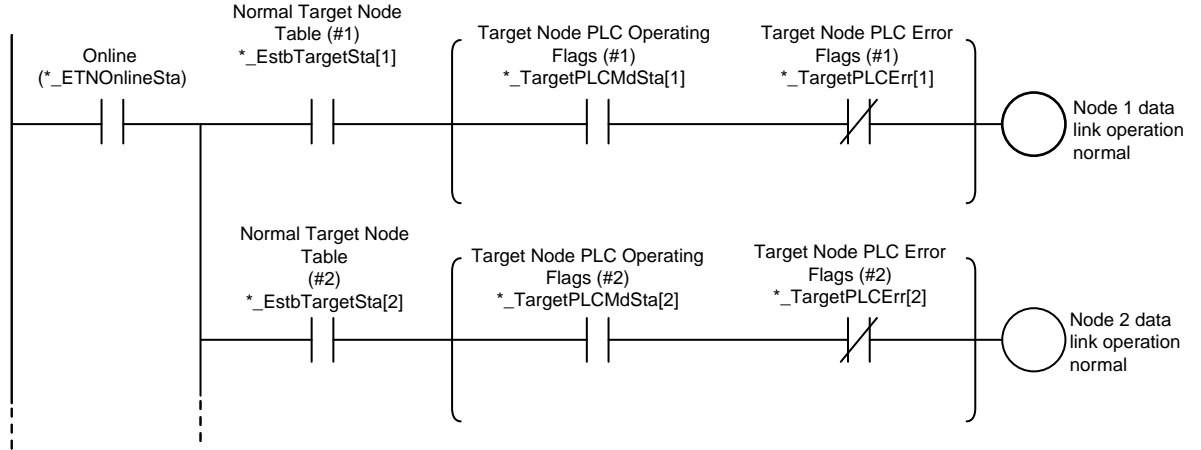 Online
(*_ETNOnlineSta)
Normal Target Node
Table (#1)
*_EstbTargetSta[1]
Target Node PLC Operating
Flags (#1)
*_TargetPLCMdSta[1]
Target Node PLC Error
Flags (#1)
*_TargetPLCErr[1]
Node 1 data
link operation
normal
Normal Target Node
Table
(#2)
*_EstbTargetSta[2]
Target Node PLC Operating
Flags (#2)
*_TargetPLCMdSta[2]
Target Node PLC Error
Flags (#2)
*_TargetPLCErr[2]
Node 2 data
link operation
normal